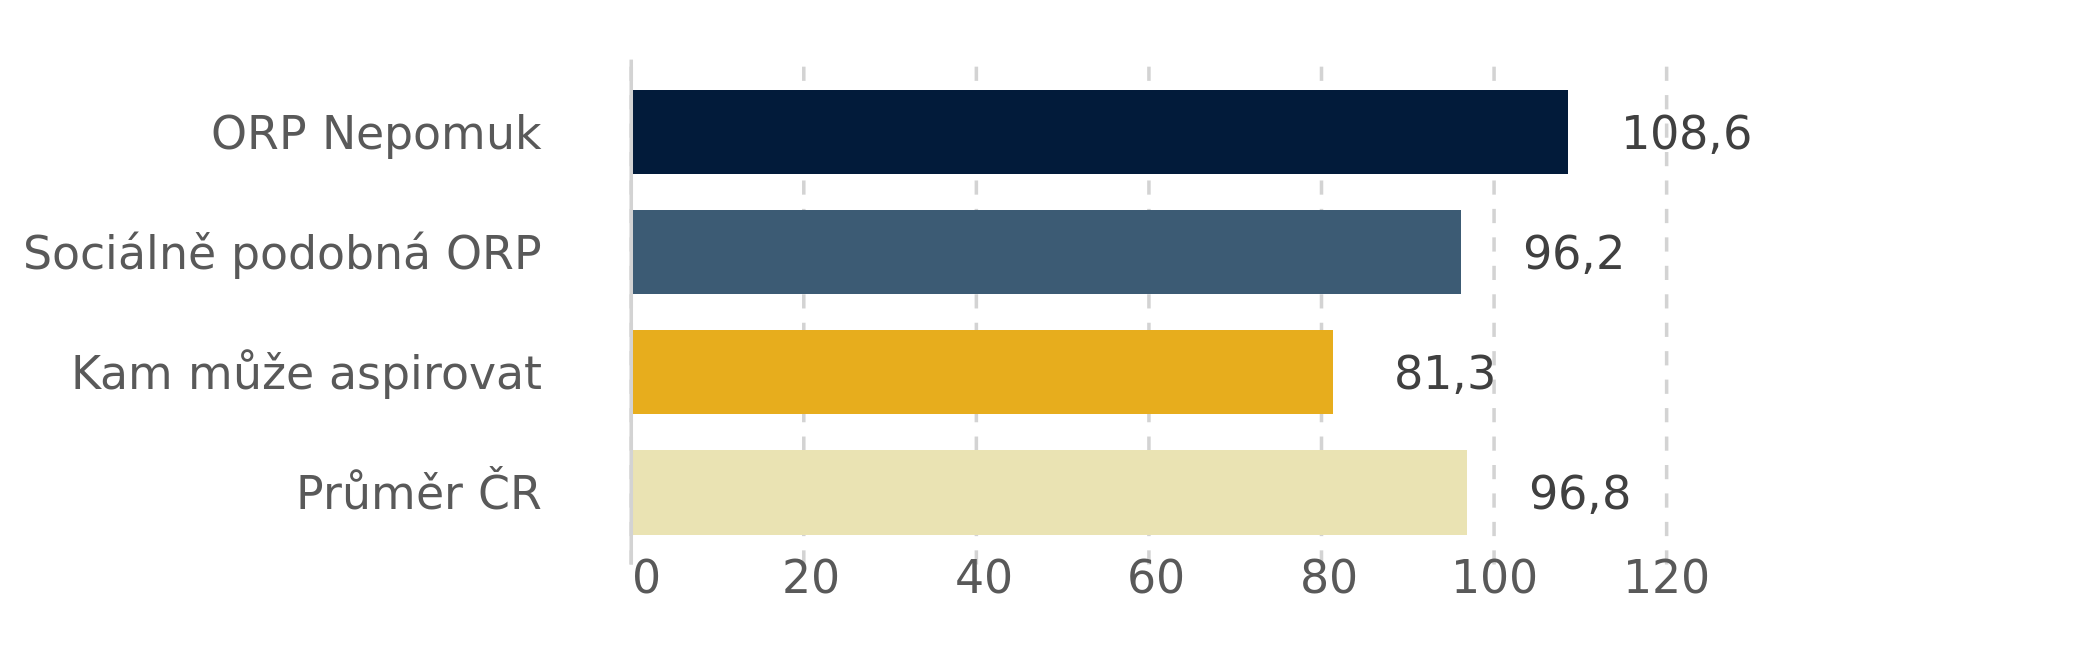 ORP Nepomuk 108,6
Sociálně podobná ORP 96,2
Kam může aspirovat 81,3
Průměr ČR 96,8
0 20 40 60 80 100 120